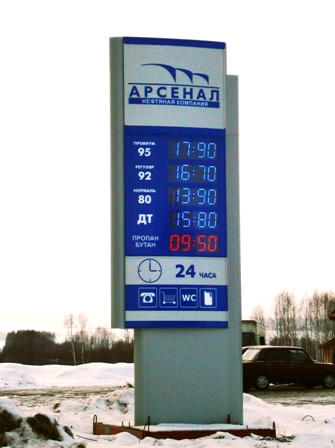 АРСЕНАЛ
НЕФТЯНАЯ КОМПАНИЯ
ПРЕМИУМ
95 17:90
РЕГУЛЯР
92 16:70
НОРМАЛЬ
80 13:90
ДТ 15:80
ПРОПАН
БУТАН 09:50
24 ЧАСА
WC